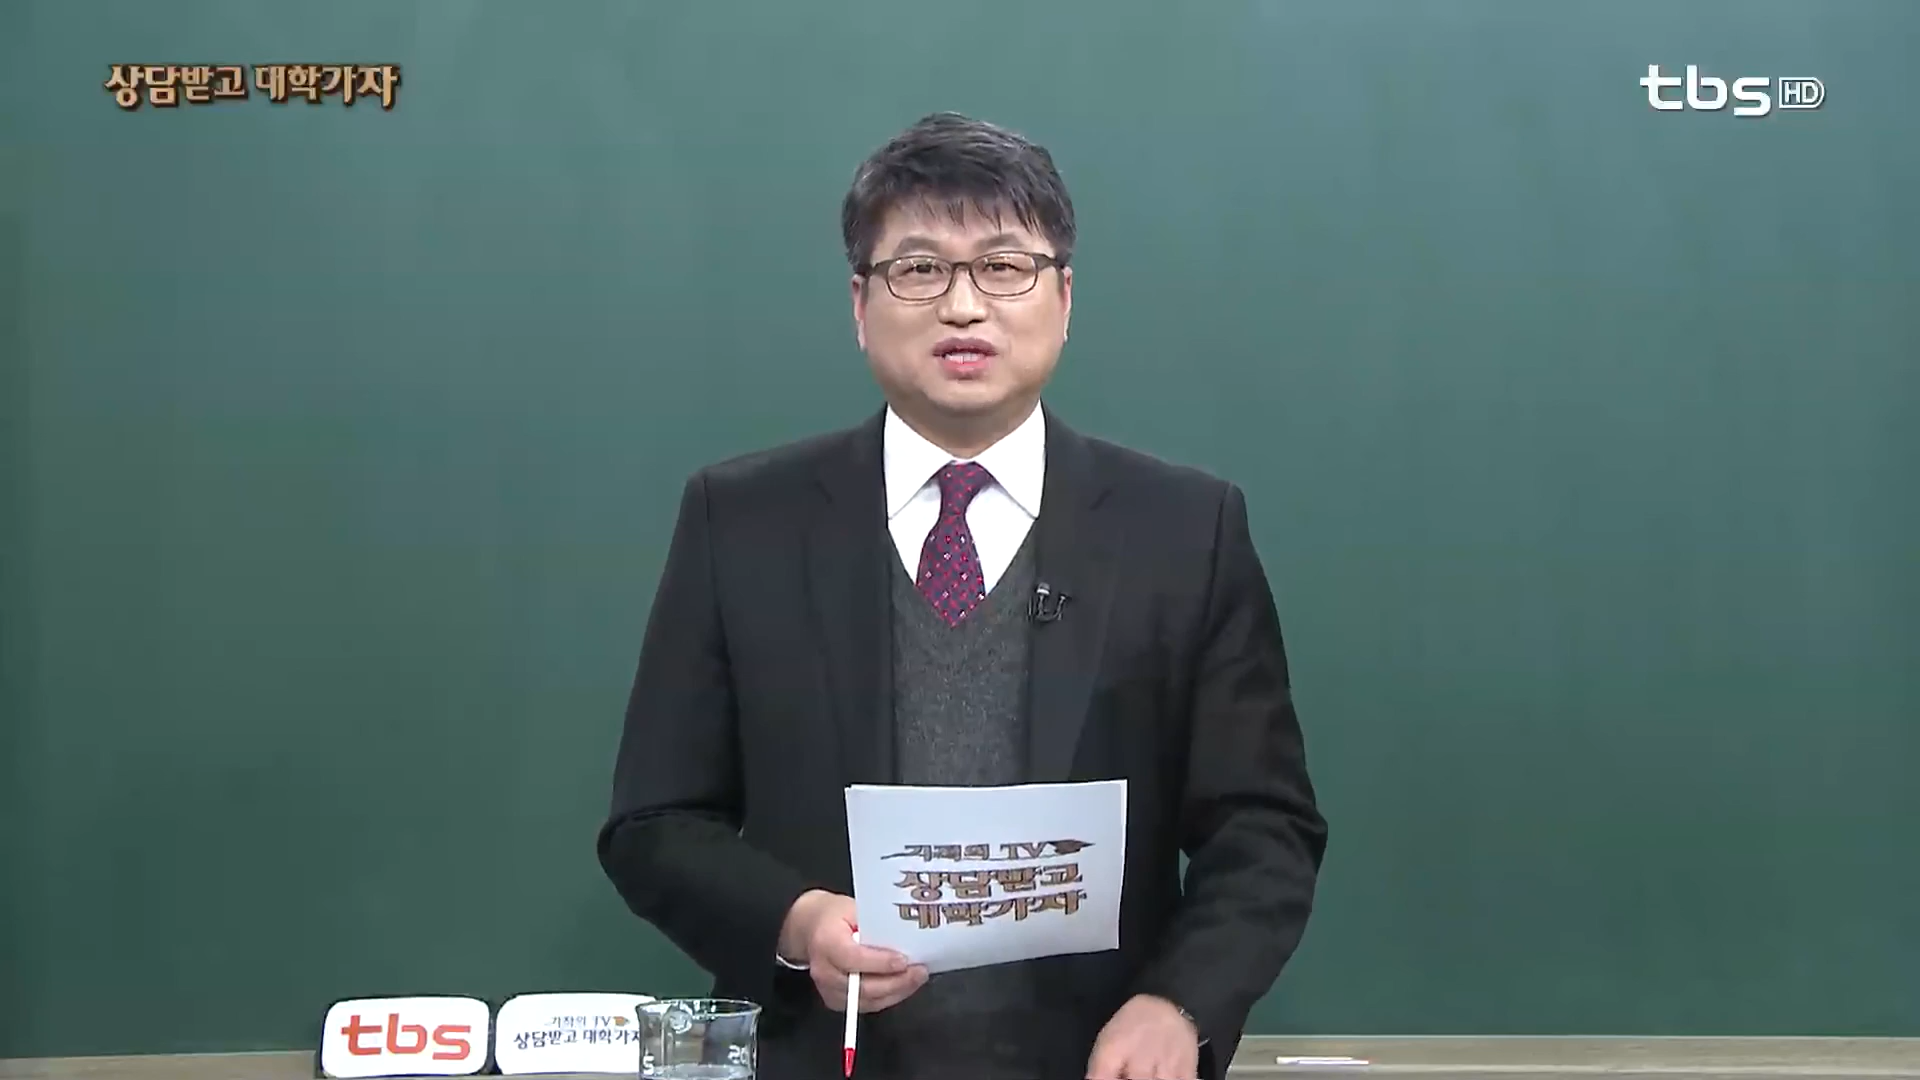 상담받고 대학가자
tbs HD
기적의 TV
상담받고
대학가자
tbs
기적의 TV
상담받고 대학가자